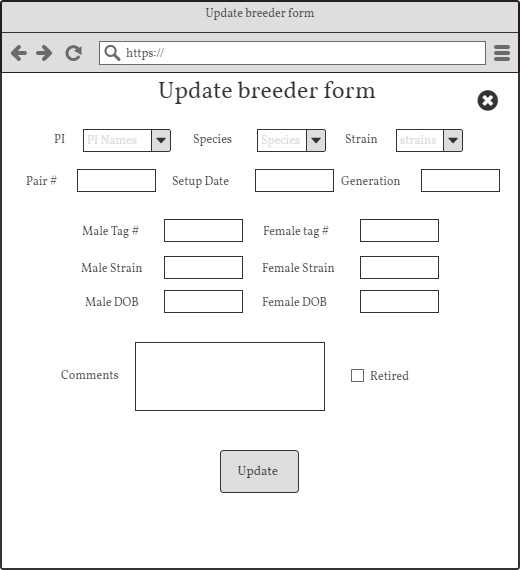 Update breeder form
https://
Update breeder form
PI PI Names Species Species Strain strains
Pair # Setup Date Generation
Male Tag # Female tag #
Male Strain Female Strain
Male DOB Female DOB
Comments Retired
Update